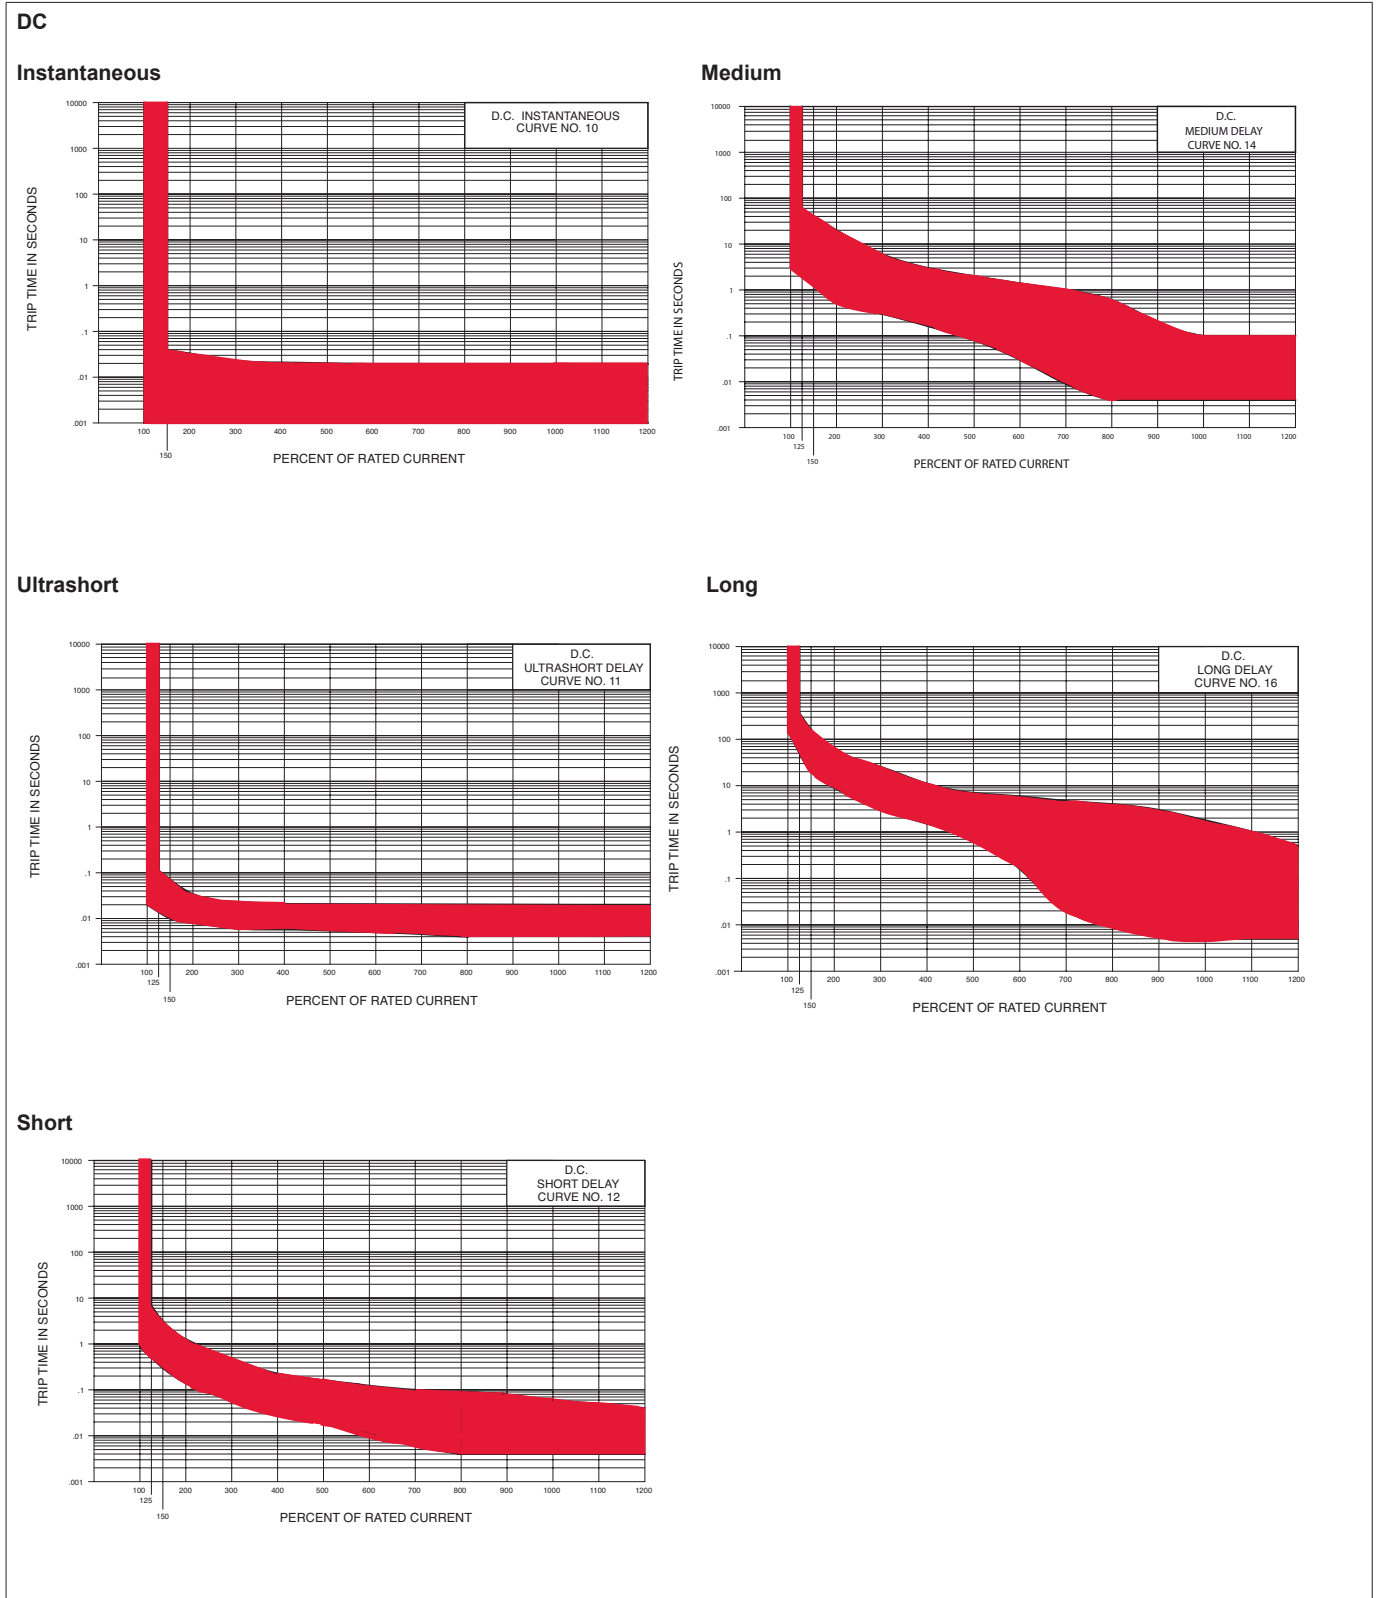 DC
Instantaneous
D.C. INSTANTANEOUS
CURVE NO. 10
TRIP TIME IN SECONDS
10000
1000
100
10
1
.1
.01
.001
100 200 300 400 500 600 700 800 900 1000 1100 1200
150
PERCENT OF RATED CURRENT
Medium
D.C.
MEDIUM DELAY
CURVE NO. 14
TRIP TIME IN SECONDS
10000
1000
100
10
1
.1
.01
.001
100 200 300 400 500 600 700 800 900 1000 1100 1200
125
150
PERCENT OF RATED CURRENT
Ultrashort
D.C.
ULTRASHORT DELAY
CURVE NO. 11
TRIP TIME IN SECONDS
10000
1000
100
10
1
.1
.01
.001
100 200 300 400 500 600 700 800 900 1000 1100 1200
125
150
PERCENT OF RATED CURRENT
Long
D.C.
LONG DELAY
CURVE NO. 16
TRIP TIME IN SECONDS
10000
1000
100
10
1
.1
.01
.001
100 200 300 400 500 600 700 800 900 1000 1100 1200
125
150
PERCENT OF RATED CURRENT
Short
D.C.
SHORT DELAY
CURVE NO. 12
TRIP TIME IN SECONDS
10000
1000
100
10
1
.1
.01
.001
100 200 300 400 500 600 700 800 900 1000 1100 1200
125
150
PERCENT OF RATED CURRENT